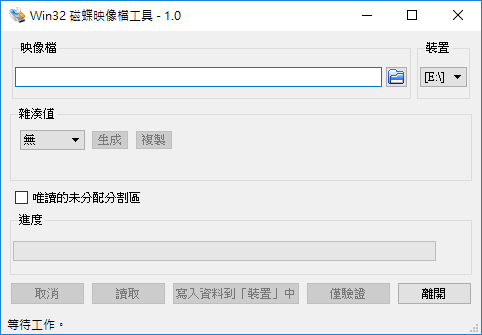 Win32 磁蝶映像檔工具 - 1.0
映像檔
裝置
[E:\]
雜湊值
無
生成
複製
唯讀的未分配分割區
進度
取消
讀取
寫入資料到「裝置」中
僅驗證
離開
等待工作。